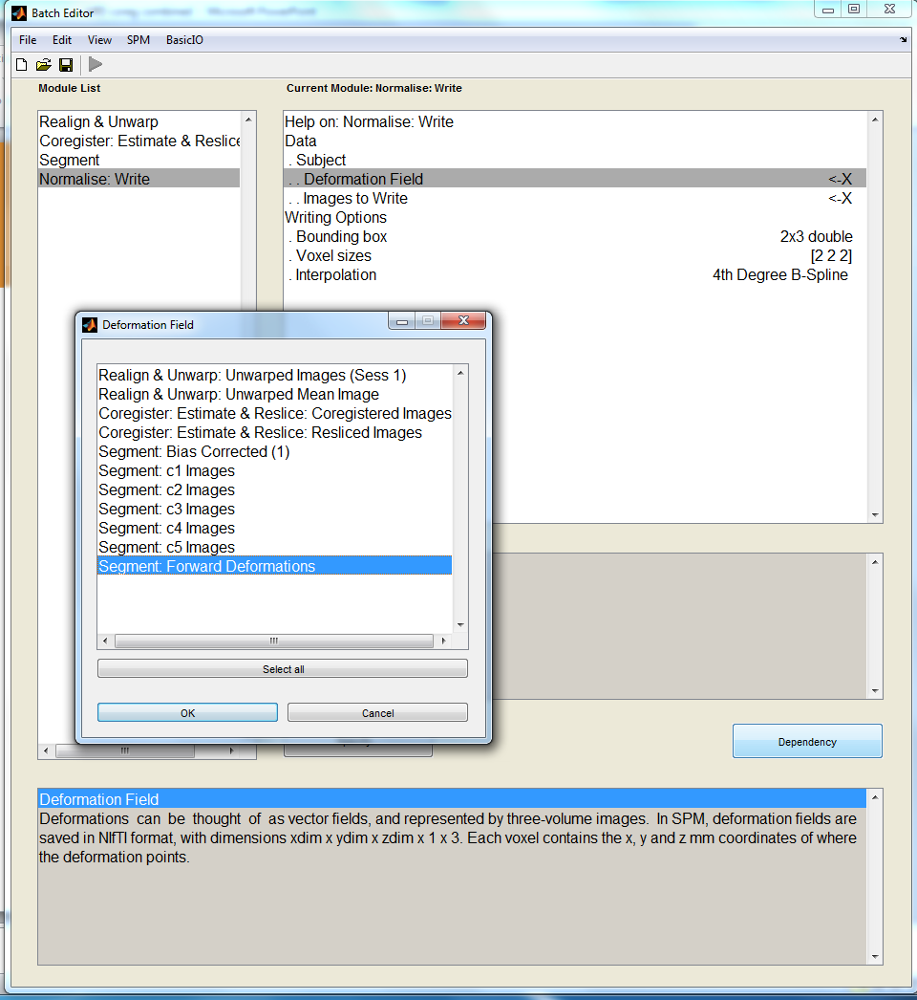 Batch Editor
File Edit View SPM BasicIO
Module List
Current Module: Normalise: Write
Realign & Unwarp
Coregister: Estimate & Reslice
Segment
Normalise: Write
Help on: Normalise: Write
Data
. Subject
. . Deformation Field <-X
. . Images to Write <-X
Writing Options
. Bounding box 2x3 double
. Voxel sizes [2 2 2]
. Interpolation 4th Degree B-Spline
Deformation Field
Realign & Unwarp: Unwarped Images (Sess 1)
Realign & Unwarp: Unwarped Mean Image
Coregister: Estimate & Reslice: Coregistered Images
Coregister: Estimate & Reslice: Resliced Images
Segment: Bias Corrected (1)
Segment: c1 Images
Segment: c2 Images
Segment: c3 Images
Segment: c4 Images
Segment: c5 Images
Segment: Forward Deformations
Select all
OK Cancel
Dependency
Deformation Field
Deformations can be thought of as vector fields, and represented by three-volume images. In SPM, deformation fields are
saved in NIfTI format, with dimensions xdim x ydim x zdim x 1 x 3. Each voxel contains the x, y and z mm coordinates of where
the deformation points.